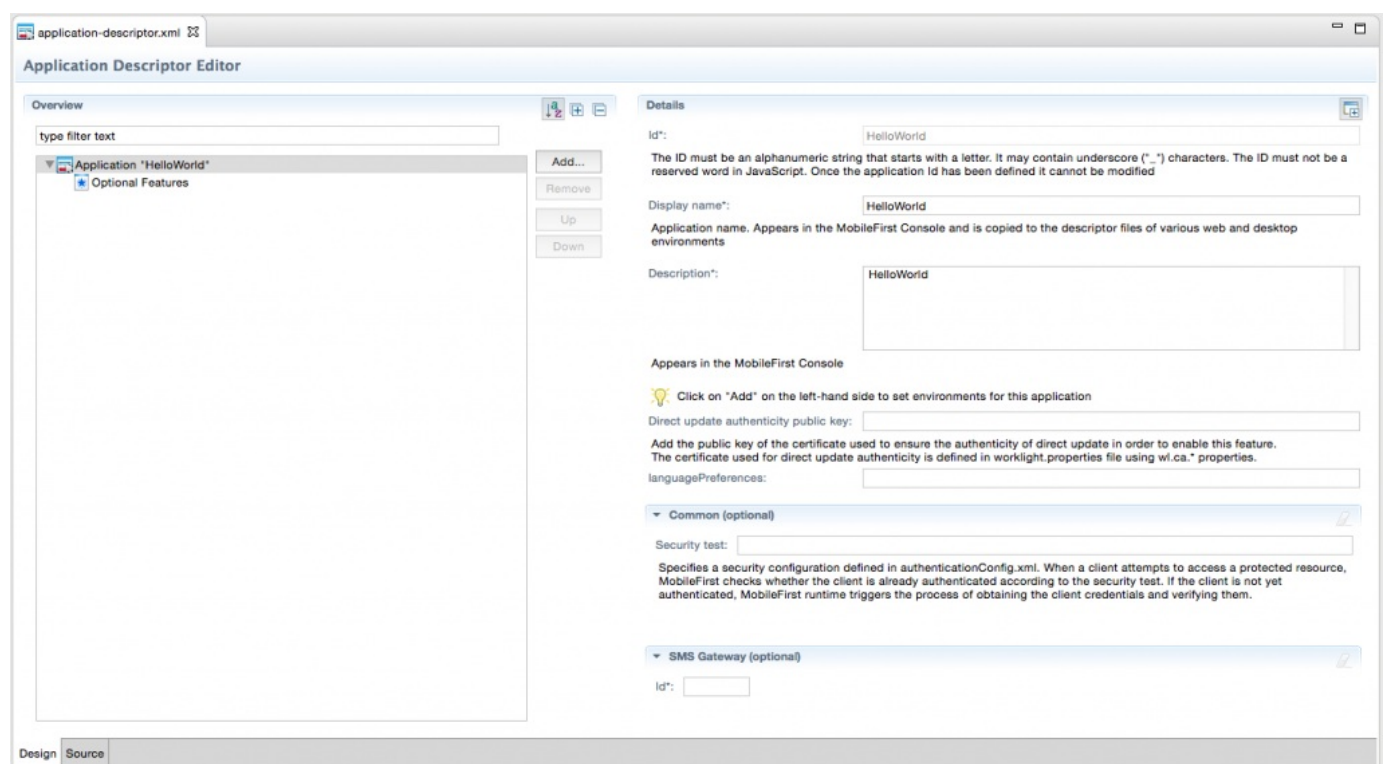 application-descriptor.xml
Application Descriptor Editor
Overview
type filter text
Application "HelloWorld"
Optional Features
Add...
Remove
Up
Down
Details
Id*:
HelloWorld
The ID must be an alphanumeric string that starts with a letter. It may contain underscore ("_") characters. The ID must not be a
reserved word in JavaScript. Once the application Id has been defined it cannot be modified
Display name*:
HelloWorld
Application name. Appears in the MobileFirst Console and is copied to the descriptor files of various web and desktop
environments
Description*:
HelloWorld
Appears in the MobileFirst Console
Click on "Add" on the left-hand side to set environments for this application
Direct update authenticity public key:
Add the public key of the certificate used to ensure the authenticity of direct update in order to enable this feature.
The certificate used for direct update authenticity is defined in worklight.properties file using wl.ca.* properties.
languagePreferences:
Common (optional)
Security test:
Specifies a security configuration defined in authenticationConfig.xml. When a client attempts to access a protected resource,
MobileFirst checks whether the client is already authenticated according to the security test. If the client is not yet
authenticated, MobileFirst runtime triggers the process of obtaining the client credentials and verifying them.
SMS Gateway (optional)
Id*:
Design Source